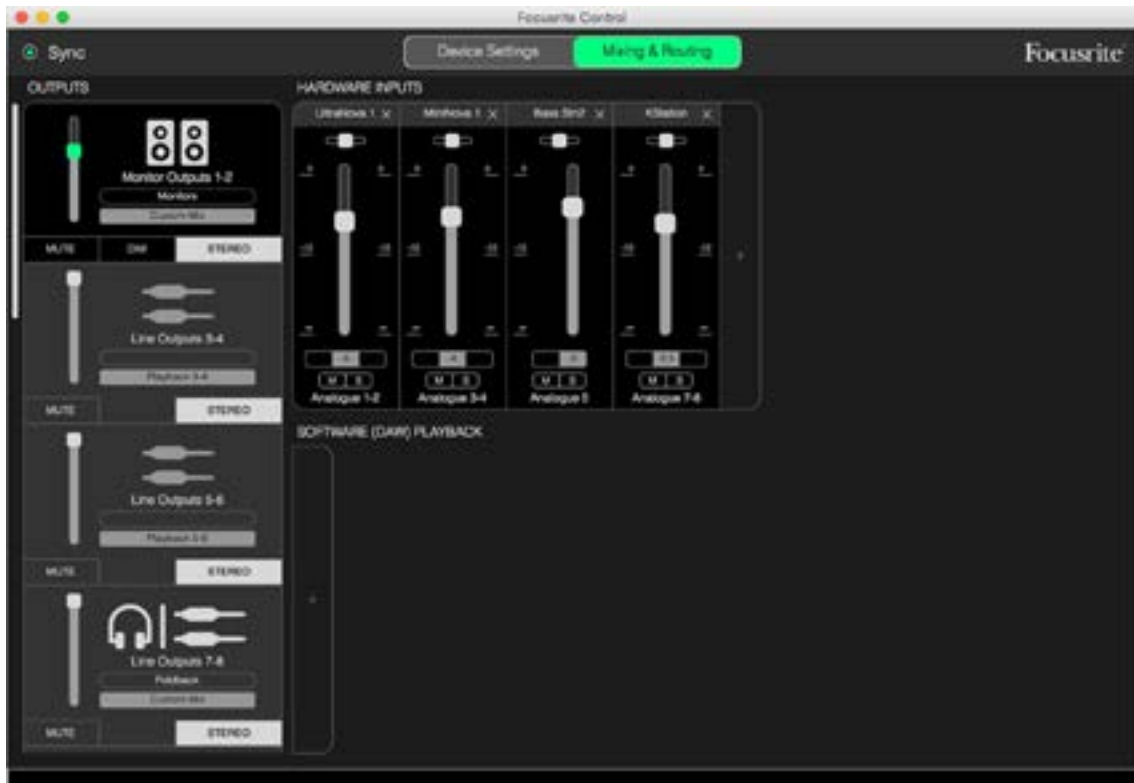 Focusrite Control
Sync
Device Settings
Mixing & Routing
Focusrite
OUTPUTS
Monitor Outputs 1-2
Monitors
Custom Mix
MUTE
DIM
STEREO
Line Outputs 3-4
Playback 3-4
MUTE
STEREO
Line Outputs 5-6
Playback 5-6
MUTE
STEREO
Line Outputs 7-8
Foldback
Custom Mix
MUTE
STEREO
HARDWARE INPUTS
UltraNova 1 X
MiniNova 1 X
Bass Stn2 X
KStation X
M S
M S
M S
M S
Analogue 1-2
Analogue 3-4
Analogue 5
Analogue 7-8
SOFTWARE (DAW) PLAYBACK